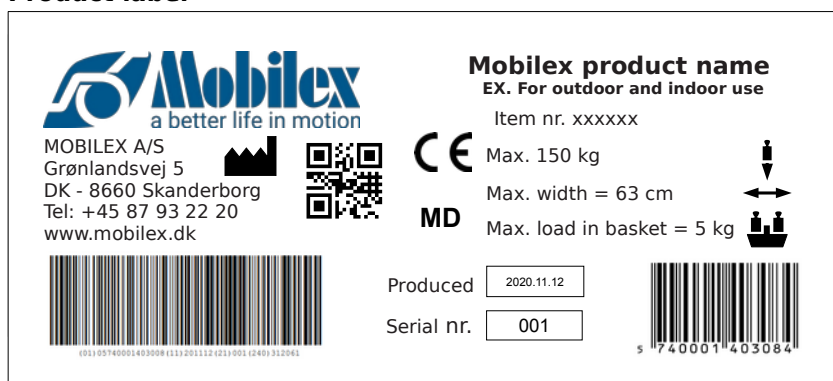 Mobilex
a better life in motion
MOBILEX A/S
Grønlandsvej 5
DK - 8660 Skanderborg
Tel: +45 87 93 22 20
www.mobilex.dk
(01) 05740001403008 (11) 201112 (21) 001 (240) 312061
Mobilex product name
EX. For outdoor and indoor use
Item nr. xxxxxx
CE
Max. 150 kg
Max. width = 63 cm
MD
Max. load in basket = 5 kg
Produced 2020.11.12
Serial nr. 001
5 740001 403084